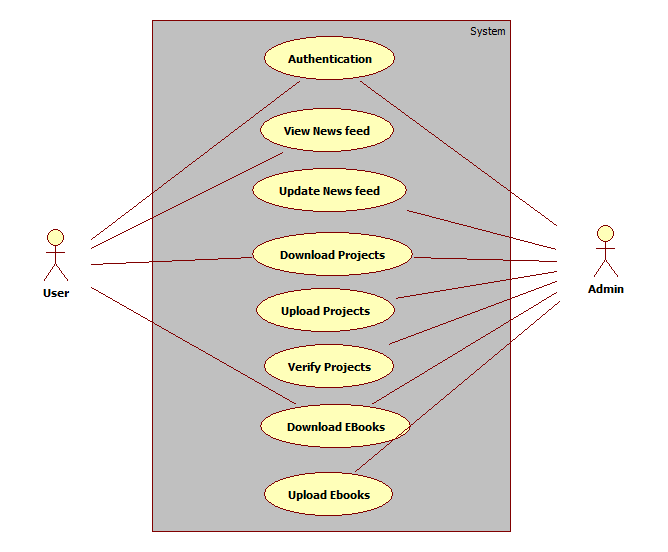 System
Authentication
View News feed
Update News feed
Download Projects
User
Admin
Upload Projects
Verify Projects
Download EBooks
Upload Ebooks